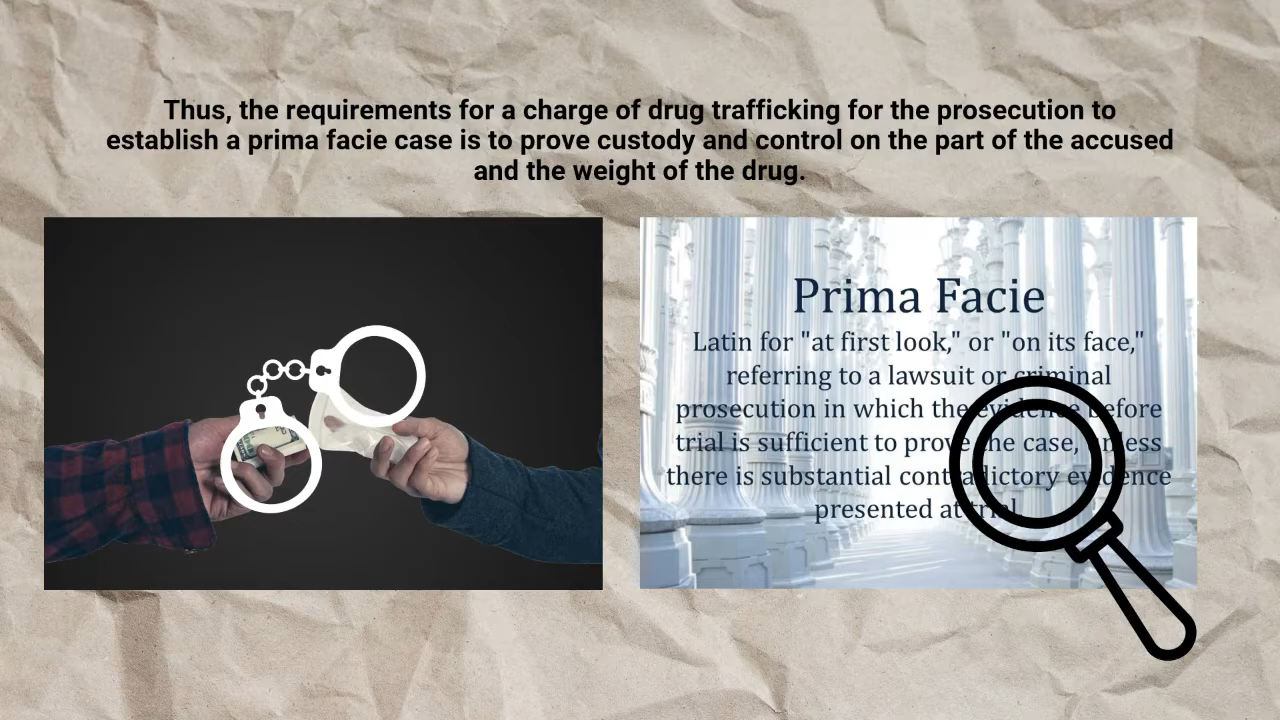 Thus, the requirements for a charge of drug trafficking for the prosecution to
establish a prima facie case is to prove custody and control on the part of the accused
and the weight of the drug.
Prima Facie
Latin for "at first look," or "on its face,"
referring to a lawsuit or criminal
prosecution in which the evidence before
trial is sufficient to prove the case, unless
there is substantial contradictory evidence
presented at trial.